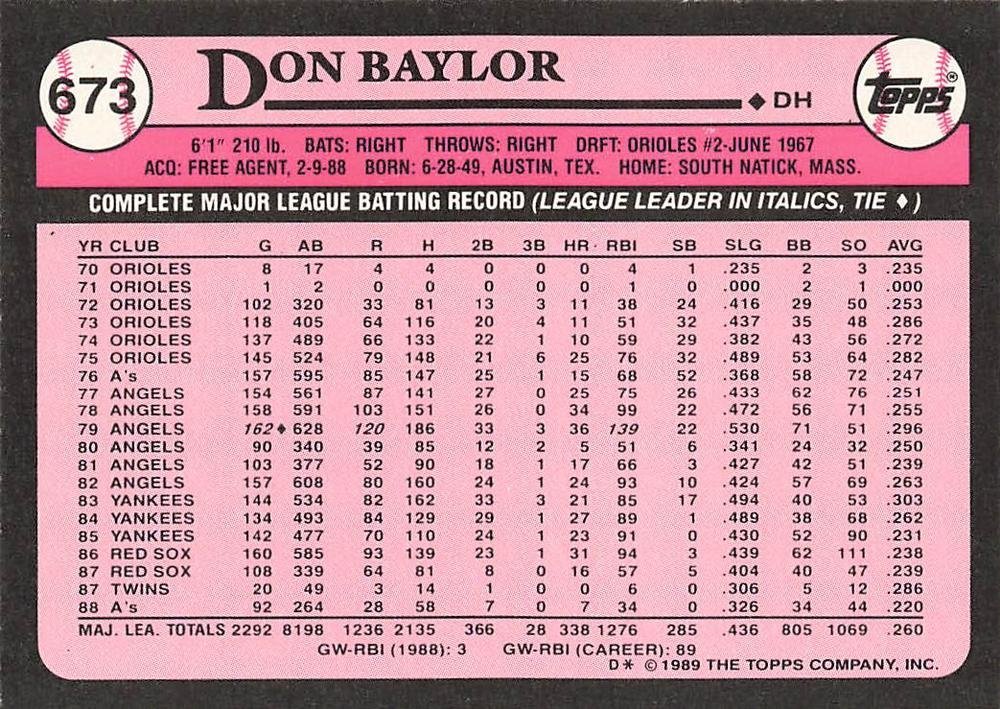 673
DON BAYLOR
♦ DH
TOPPS®
6'1" 210 lb. BATS: RIGHT THROWS: RIGHT DRFT: ORIOLES #2-JUNE 1967
ACQ: FREE AGENT, 2-9-88 BORN: 6-28-49, AUSTIN, TEX. HOME: SOUTH NATICK, MASS.
COMPLETE MAJOR LEAGUE BATTING RECORD (LEAGUE LEADER IN ITALICS, TIE ♦)
YR CLUB G AB R H 2B 3B HR RBI SB SLG BB SO AVG
70 ORIOLES 8 17 4 4 0 0 0 4 1 .235 2 3 .235
71 ORIOLES 1 2 0 0 0 0 0 1 0 .000 2 1 .000
72 ORIOLES 102 320 33 81 13 3 11 38 24 .416 29 50 .253
73 ORIOLES 118 405 64 116 20 4 11 51 32 .437 35 48 .286
74 ORIOLES 137 489 66 133 22 1 10 59 29 .382 43 56 .272
75 ORIOLES 145 524 79 148 21 6 25 76 32 .489 53 64 .282
76 A's 157 595 85 147 25 1 15 68 52 .368 58 72 .247
77 ANGELS 154 561 87 141 27 0 25 75 26 .433 62 76 .251
78 ANGELS 158 591 103 151 26 0 34 99 22 .472 56 71 .255
79 ANGELS 162♦ 628 120 186 33 3 36 139 22 .530 71 51 .296
80 ANGELS 90 340 39 85 12 2 5 51 6 .341 24 32 .250
81 ANGELS 103 377 52 90 18 1 17 66 3 .427 42 51 .239
82 ANGELS 157 608 80 160 24 1 24 93 10 .424 57 69 .263
83 YANKEES 144 534 82 162 33 3 21 85 17 .494 40 53 .303
84 YANKEES 134 493 84 129 29 1 27 89 1 .489 38 68 .262
85 YANKEES 142 477 70 110 24 1 23 91 0 .430 52 90 .231
86 RED SOX 160 585 93 139 23 1 31 94 3 .439 62 111 .238
87 RED SOX 108 339 64 81 8 0 16 57 5 .404 40 47 .239
87 TWINS 20 49 3 14 1 0 0 6 0 .306 5 12 .286
88 A's 92 264 28 58 7 0 7 34 0 .326 34 44 .220
MAJ. LEA. TOTALS 2292 8198 1236 2135 366 28 338 1276 285 .436 805 1069 .260
GW-RBI (1988): 3 GW-RBI (CAREER): 89
D* ©1989 THE TOPPS COMPANY, INC.